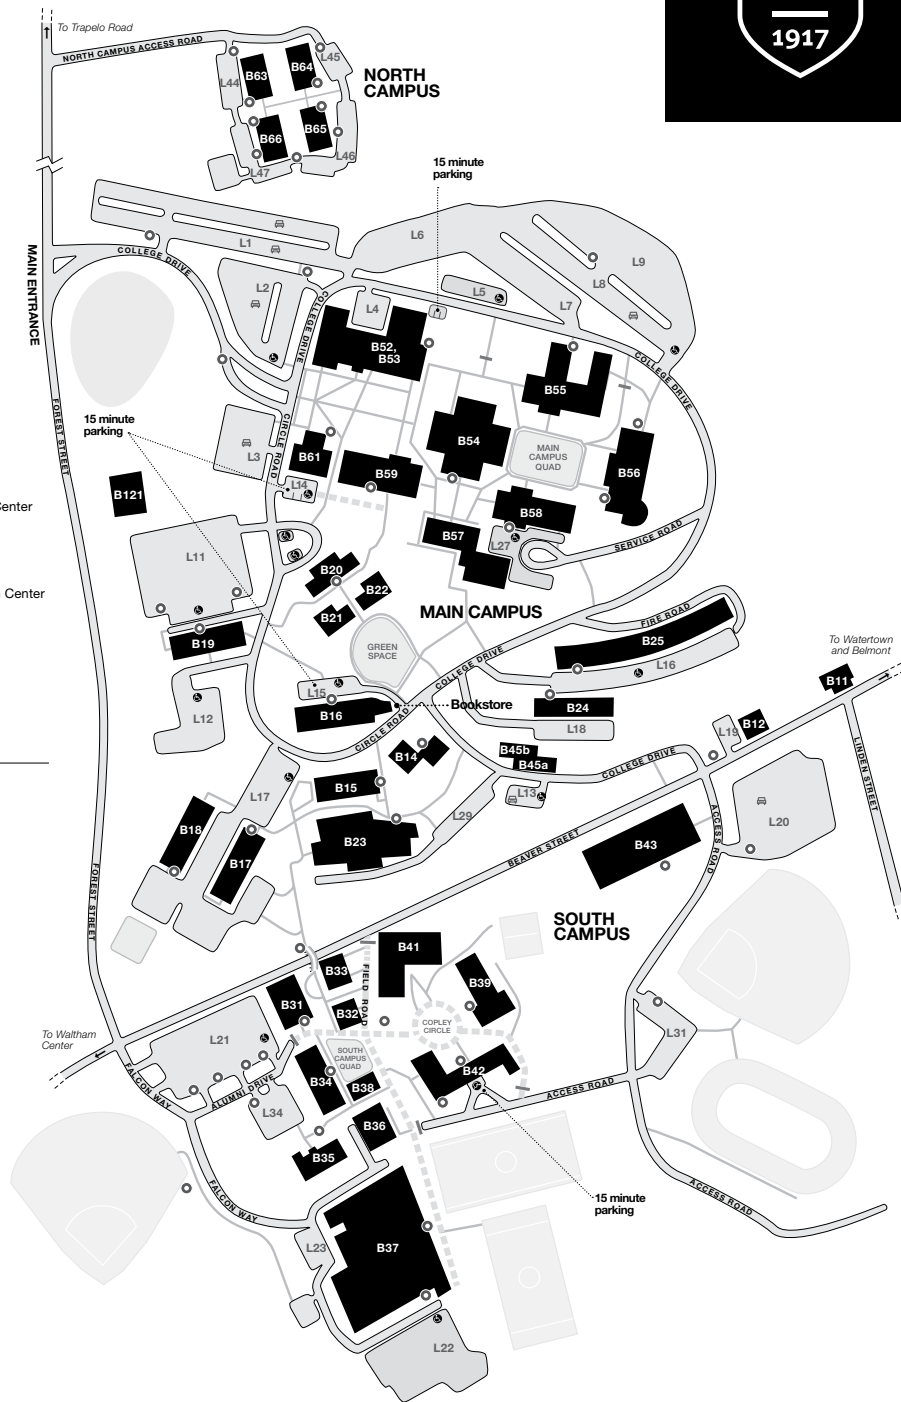 1917
To Trapelo Road
NORTH CAMPUS ACCESS ROAD
L44
B63
B64
L45
NORTH
CAMPUS
B66
B65
L46
L47
15 minute
parking
MAIN ENTRANCE
COLLEGE DRIVE
L1
L6
L9
L8
L7
L5
L2
L4
COLLEGE DRIVE
B52,
B53
COLLEGE DRIVE
B55
15 minute
parking
FOREST STREET
CIRCLE ROAD
L3
B61
B59
B54
MAIN
CAMPUS
QUAD
B56
B121
L14
Center
B58
B57
L27
SERVICE ROAD
L11
B20
B22
B21
MAIN CAMPUS
Center
FIRE ROAD
B25
B19
GREEN
SPACE
COLLEGE DRIVE
L16
To Watertown
and Belmont
B11
L15
L12
B16
Bookstore
B24
L18
L19
B12
CIRCLE ROAD
B14
B45b
B45a
COLLEGE DRIVE
LINDEN STREET
B15
L17
L13
L29
L20
ACCESS ROAD
B18
B17
B23
BEAVER STREET
B43
FOREST STREET
SOUTH
CAMPUS
B41
B33
FIELD ROAD
B39
B31
B32
COPLEY
CIRCLE
L31
To Waltham
Center
L21
SOUTH
CAMPUS
QUAD
B34
B38
B42
FALCON WAY
ALUMNI DRIVE
L34
ACCESS ROAD
B36
B35
15 minute
parking
ACCESS ROAD
FALCON WAY
L23
B37
L22